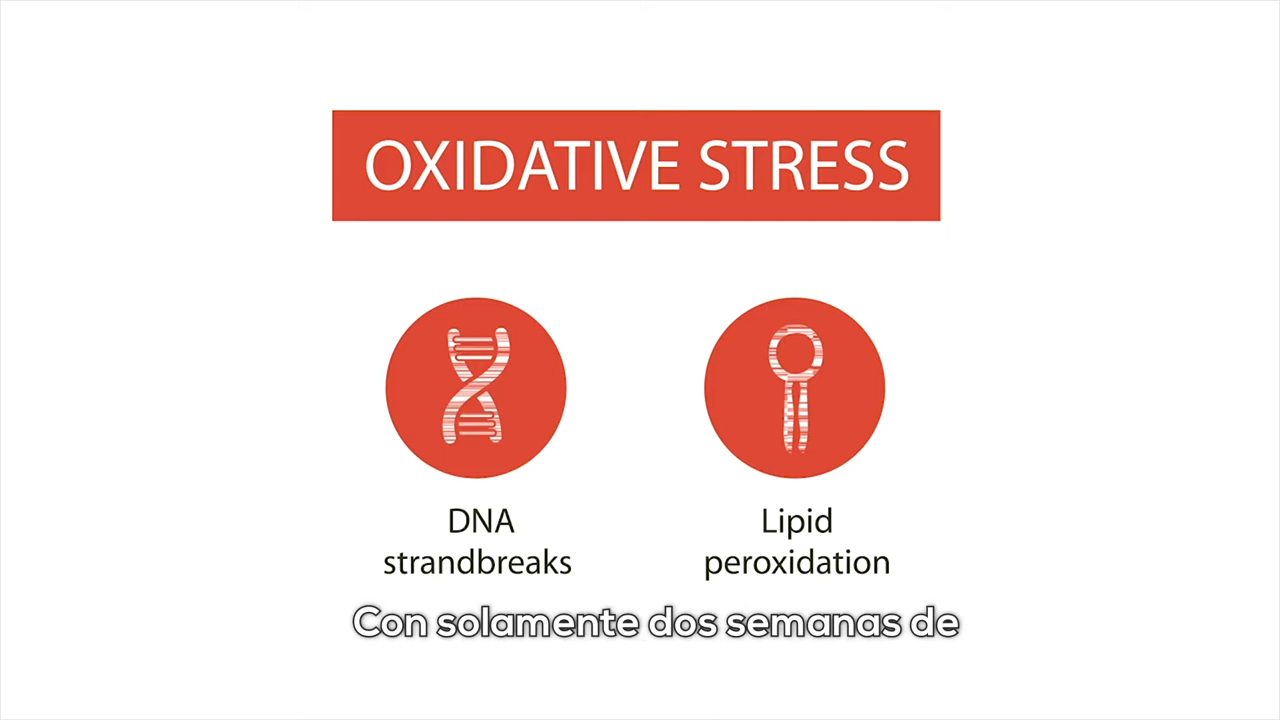 OXIDATIVE STRESS
DNA
strandbreaks
Lipid
peroxidation
Con solamente dos semanas de